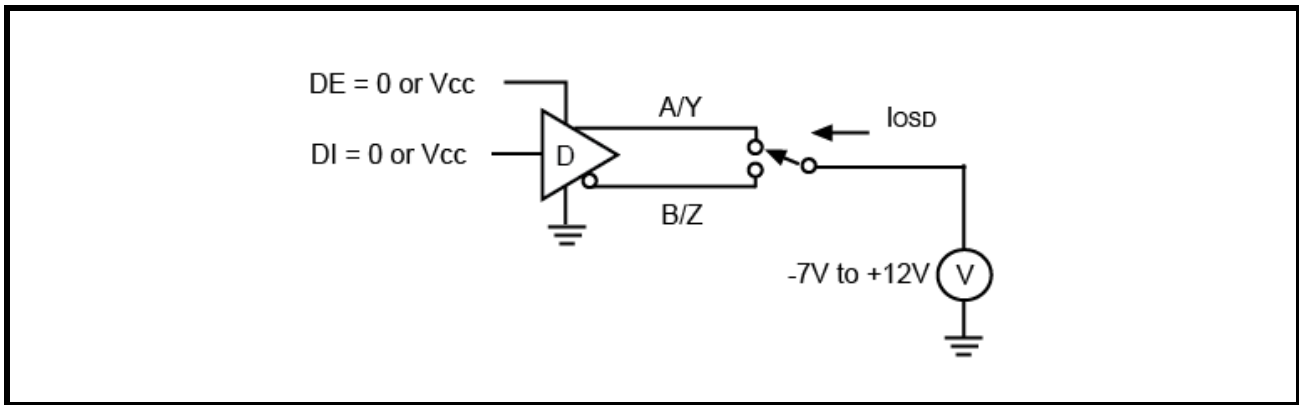 DE = 0 or Vcc
A/Y
IOSD
DI = 0 or Vcc
D
B/Z
-7V to +12V
V